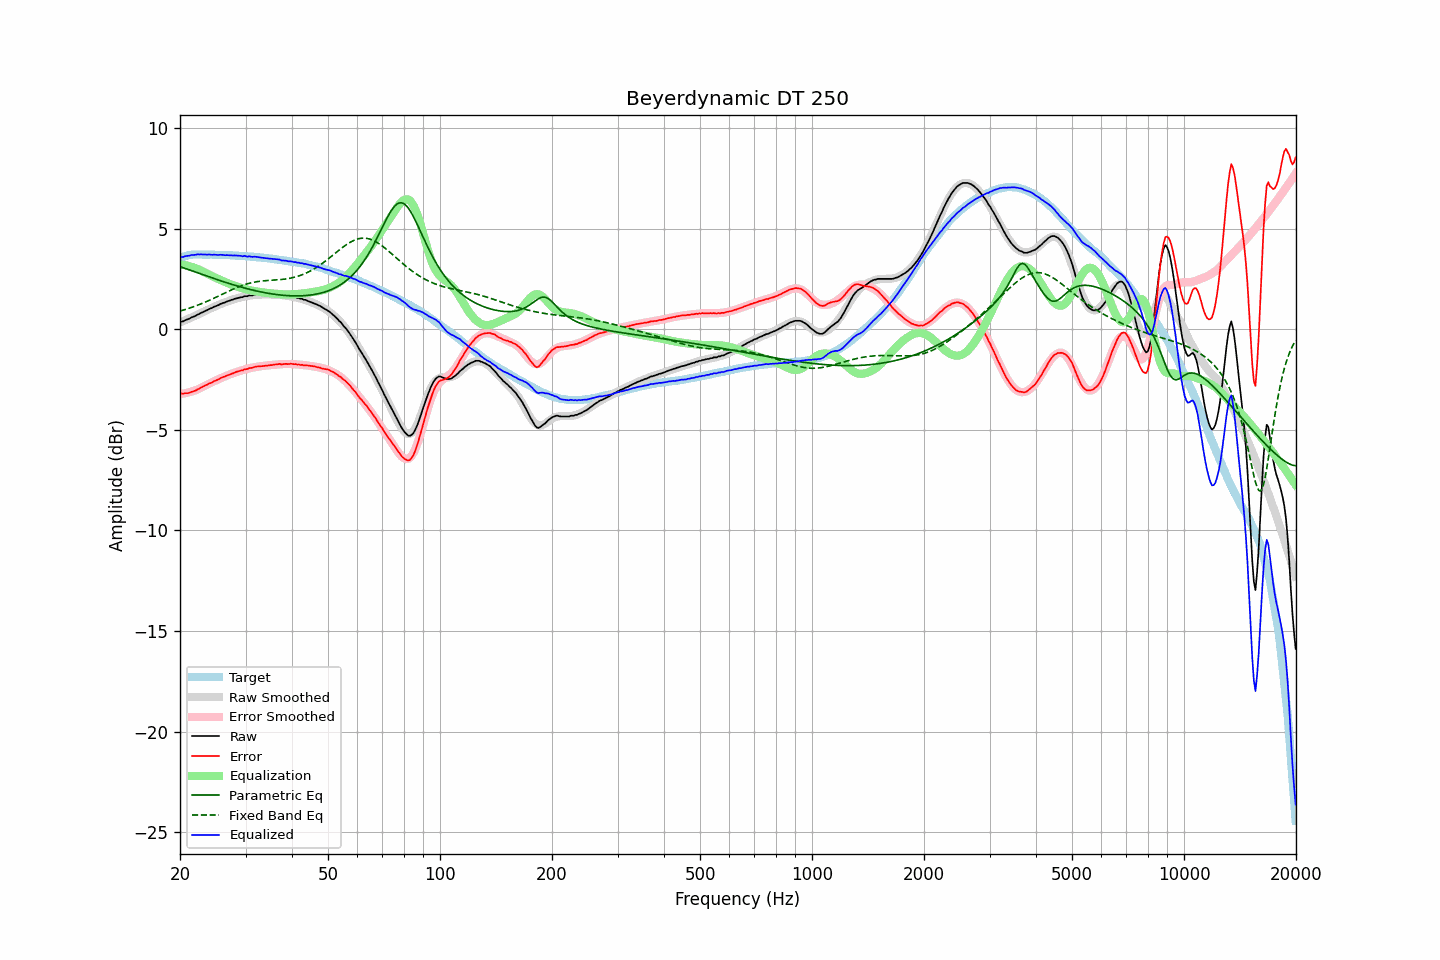 Beyerdynamic DT 250
Amplitude (dBr)
10
5
0
−5
−10
−15
−20
−25
Target
Raw Smoothed
Error Smoothed
Raw
Error
Equalization
Parametric Eq
Fixed Band Eq
Equalized
20
50
100
200
500
1000
2000
5000
10000
20000
Frequency (Hz)